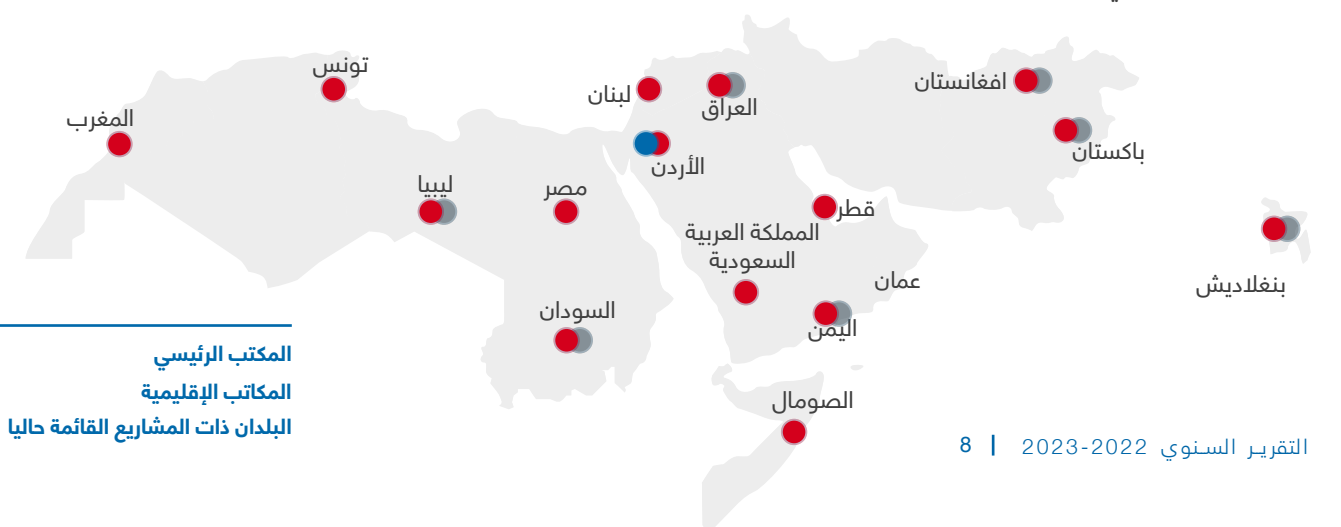 تونس
لبنان
العراق
افغانستان
المغرب
باكستان
الأردن
ليبيا
مصر
قطر
المملكة العربية
السعودية
عمان
بنغلاديش
السودان
اليمن
الصومال
المكتب الرئيسي
المكاتب الإقليمية
البلدان ذات المشاريع القائمة حاليا
التقرير السنوي 2022-2023 | 8